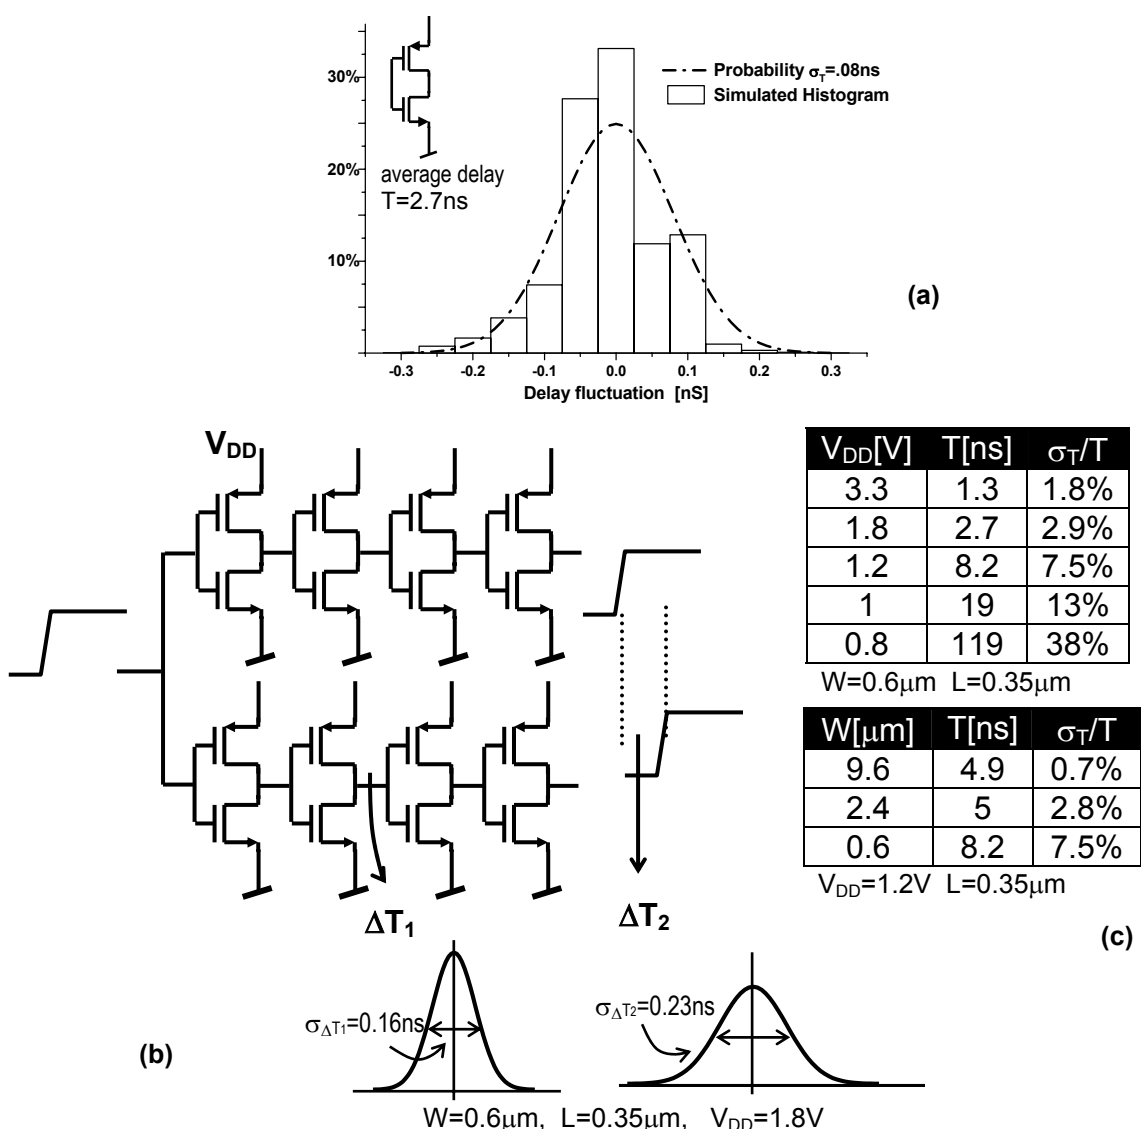 30%
20%
10%
average delay
T=2.7ns
Probability σT=.08ns
Simulated Histogram
(a)
-0.3 -0.2 -0.1 0.0 0.1 0.2 0.3
Delay fluctuation [nS]
VDD
ΔT1
ΔT2
σΔT1=0.16ns
σΔT2=0.23ns
(b)
W=0.6μm, L=0.35μm, VDD=1.8V
VDD[V] T[ns] σT/T
3.3 1.3 1.8%
1.8 2.7 2.9%
1.2 8.2 7.5%
1 19 13%
0.8 119 38%
W=0.6μm L=0.35μm
W[μm] T[ns] σT/T
9.6 4.9 0.7%
2.4 5 2.8%
0.6 8.2 7.5%
VDD=1.2V L=0.35μm
(c)